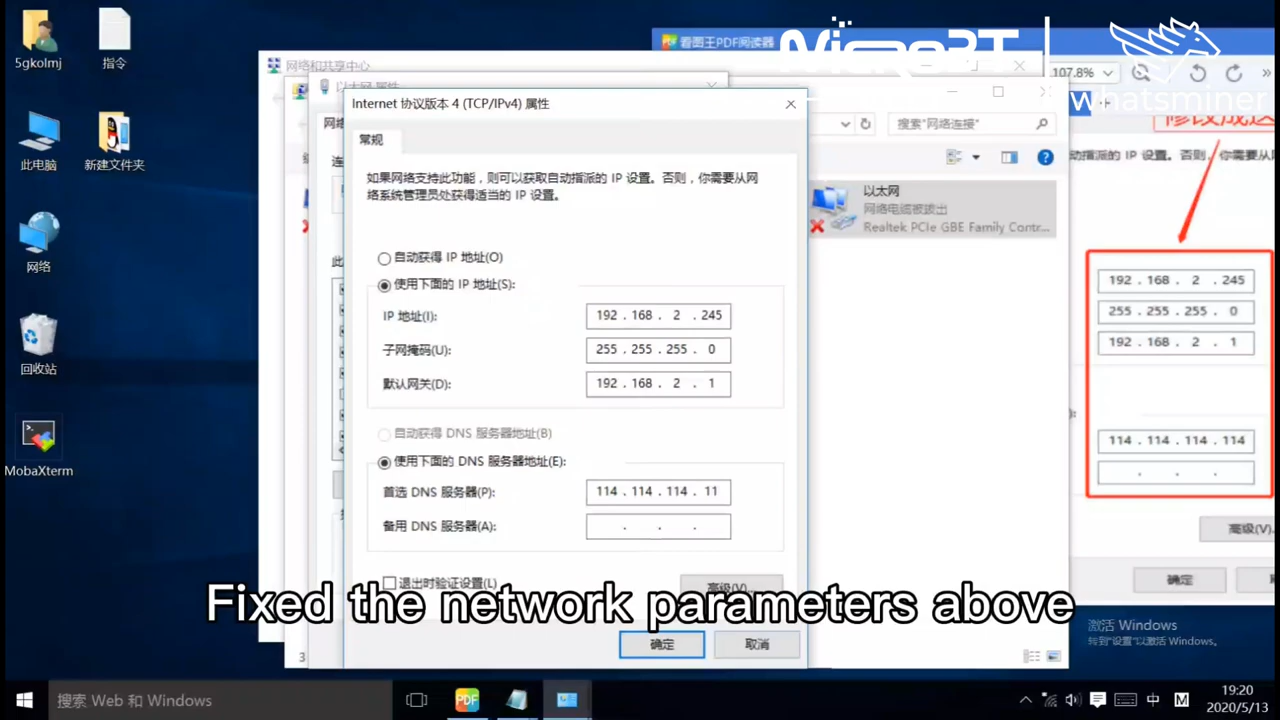 5gkolmj
指令
此电脑
新建文件夹
网络
回收站
MobaXterm
看图王PDF阅读器
MicroBT
whatsminer
107.8%
网络和共享中心
以太网 属性
Internet 协议版本 4 (TCP/IPv4) 属性
常规
如果网络支持此功能，则可以获取自动指派的 IP 设置。否则，你需要从网
络系统管理员处获得适当的 IP 设置。
自动获得 IP 地址(O)
使用下面的 IP 地址(S):
IP 地址(I):
192 . 168 . 2 . 245
子网掩码(U):
255 . 255 . 255 . 0
默认网关(D):
192 . 168 . 2 . 1
自动获得 DNS 服务器地址(B)
使用下面的 DNS 服务器地址(E):
首选 DNS 服务器(P):
114 . 114 . 114 . 11
备用 DNS 服务器(A):
. . .
退出时验证设置(L)
高级(V)...
确定
取消
搜索"网络连接"
以太网
网络电缆被拔出
Realtek PCIe GBE Family Contr...
动指派的 IP 设置。否则，你需要从
192 . 168 . 2 . 245
255 . 255 . 255 . 0
192 . 168 . 2 . 1
114 . 114 . 114 . 114
. . .
高级(V)
确定
Fixed the network parameters above
激活 Windows
转到"设置"以激活 Windows。
3
搜索 Web 和 Windows
PDF
中
M
19:20
2020/5/13